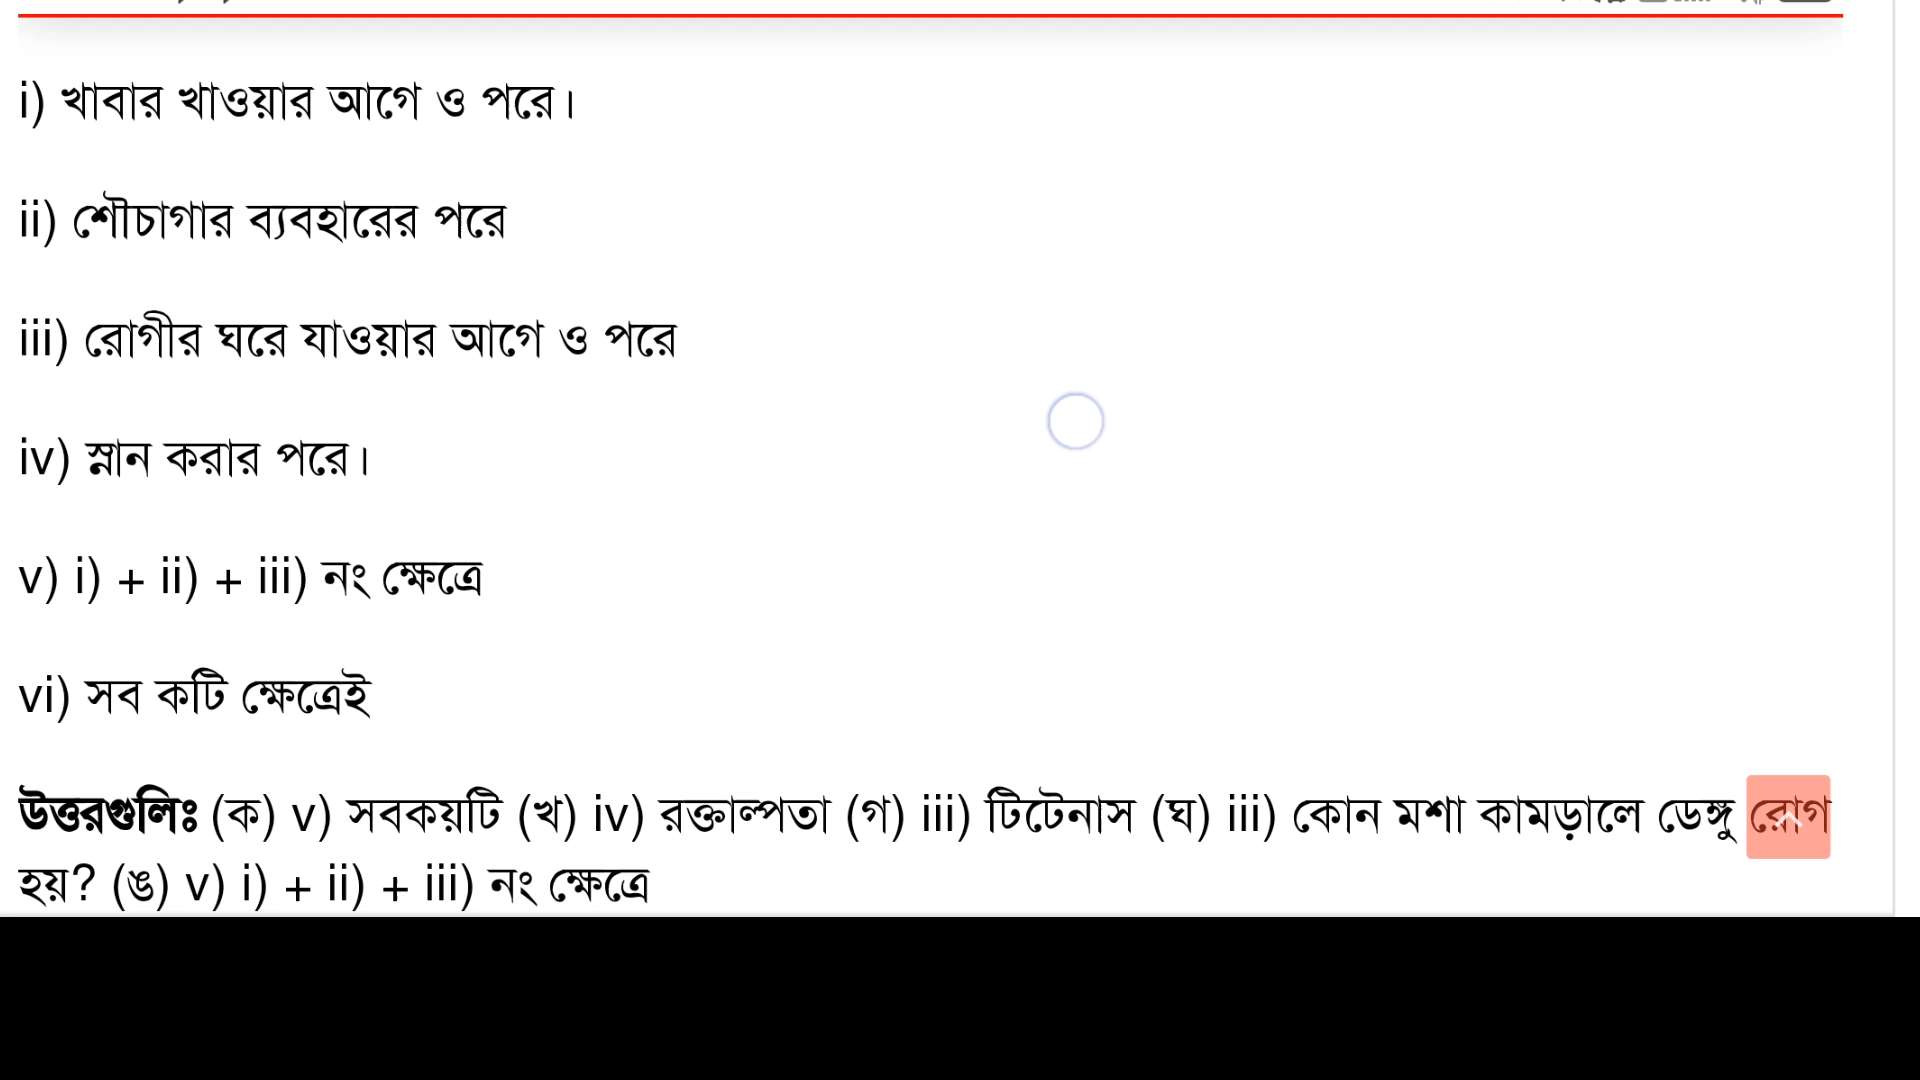 i) খাবার খাওয়ার আগে ও পরে।
ii) শৌচাগার ব্যবহারের পরে
iii) রোগীর ঘরে যাওয়ার আগে ও পরে
iv) স্নান করার পরে।
v) i) + ii) + iii) নং ক্ষেত্রে
vi) সব কটি ক্ষেত্রেই
উত্তরগুলিঃ (ক) v) সবকয়টি (খ) iv) রক্তাল্পতা (গ) iii) টিটেনাস (ঘ) iii) কোন মশা কামড়ালে ডেঙ্গু রোগ
হয়? (ঙ) v) i) + ii) + iii) নং ক্ষেত্রে